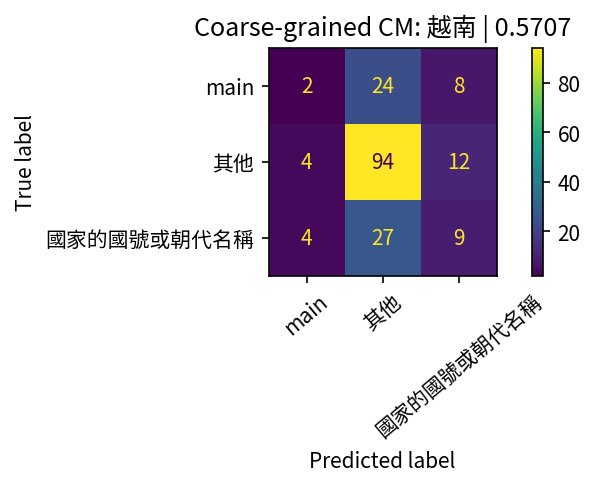 Coarse-grained CM: 越南 | 0.5707
True label
main
2 24 8
其他
4 94 12
國家的國號或朝代名稱
4 27 9
80
60
40
20
main
其他
國家的國號或朝代名稱
Predicted label